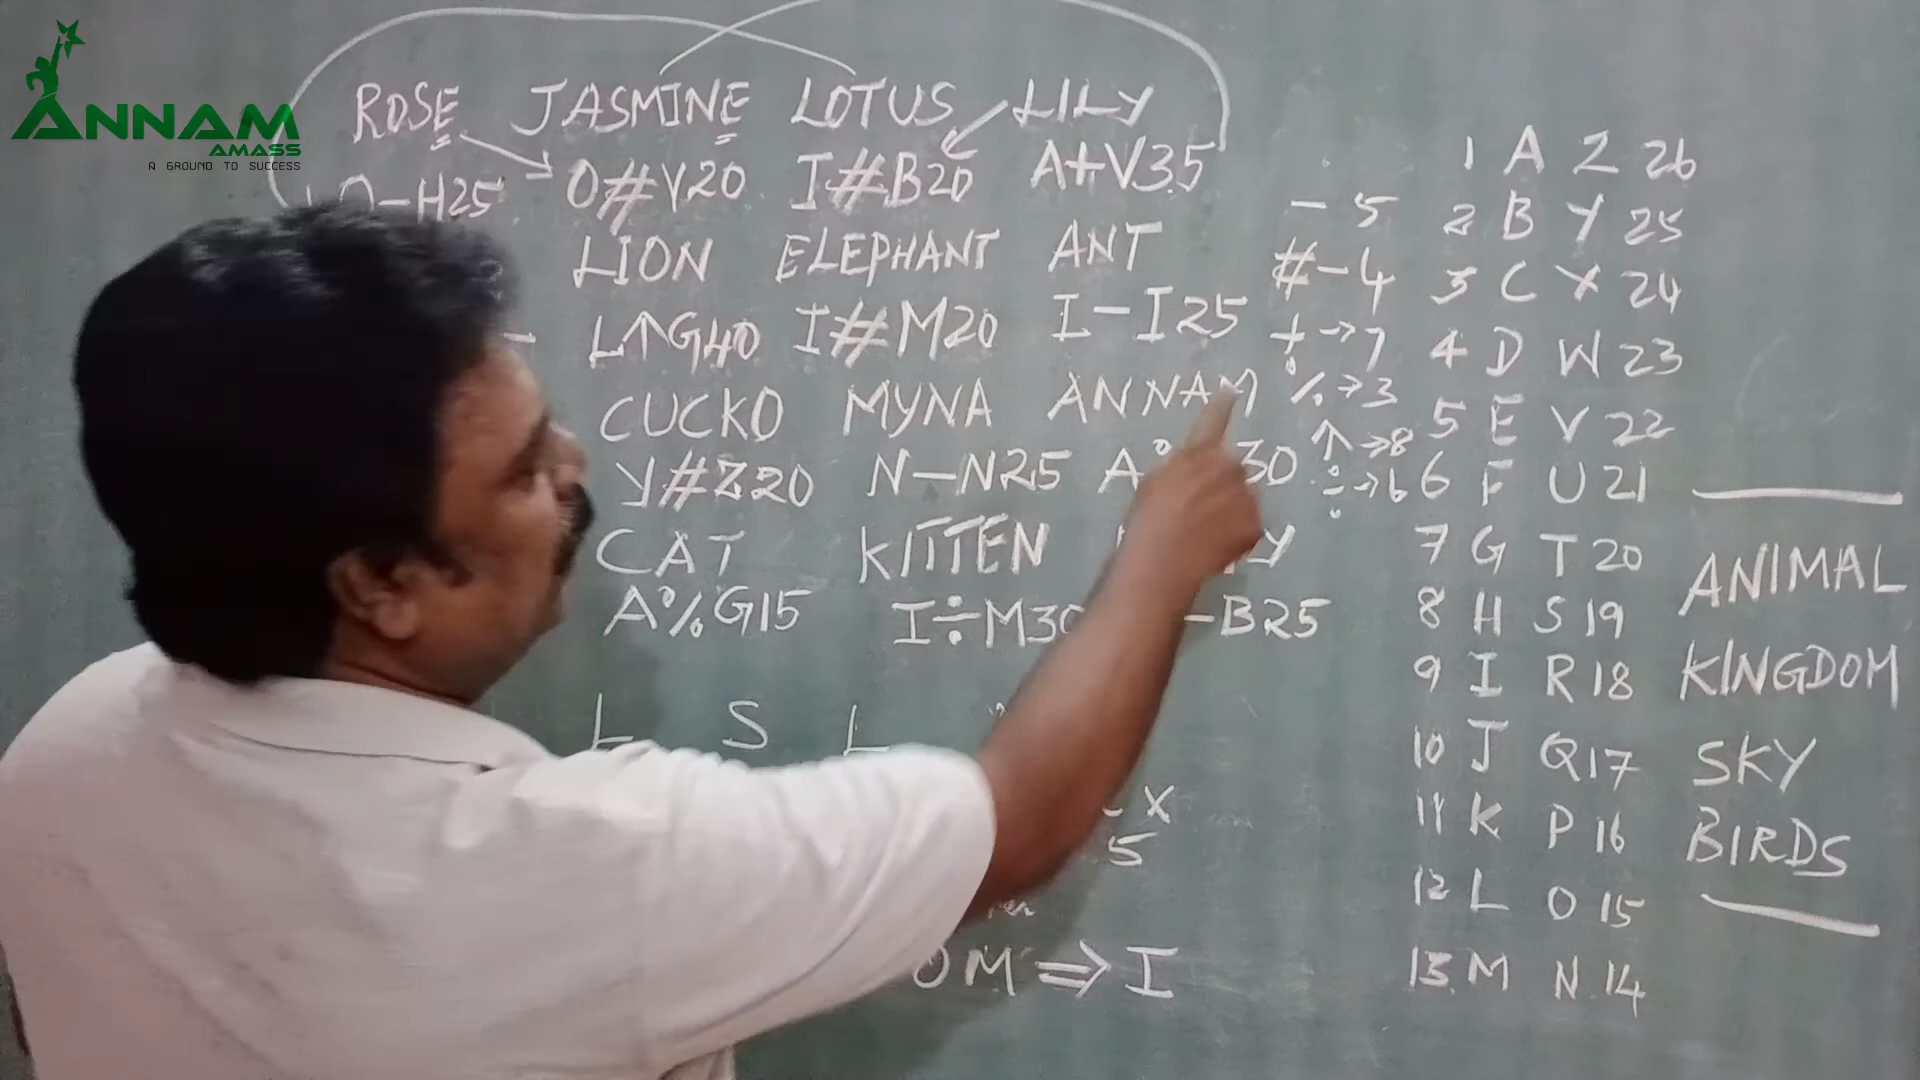 ANNAM
AMASS
A GROUND TO SUCCESS
ROSE JASMINE LOTUS LILY
O-H25 O#V20 I#B20 A+V35
LION ELEPHANT ANT
L↑G40 I#M20 I-I25
CUCKO MYNA ANNAM
Y#Z20 N-N25 A% 30
CAT KITTEN Y
A%G15 I÷M30 -B25
L S L
- X
5
OM ⇒ I
- 5
#-4
+→7
%→3
↑→8
÷→6
1 A Z 26
2 B Y 25
3 C X 24
4 D W 23
5 E V 22
6 F U 21
7 G T 20
8 H S 19
9 I R 18
10 J Q 17
11 K P 16
12 L O 15
13 M N 14
ANIMAL
KINGDOM
SKY
BIRDS